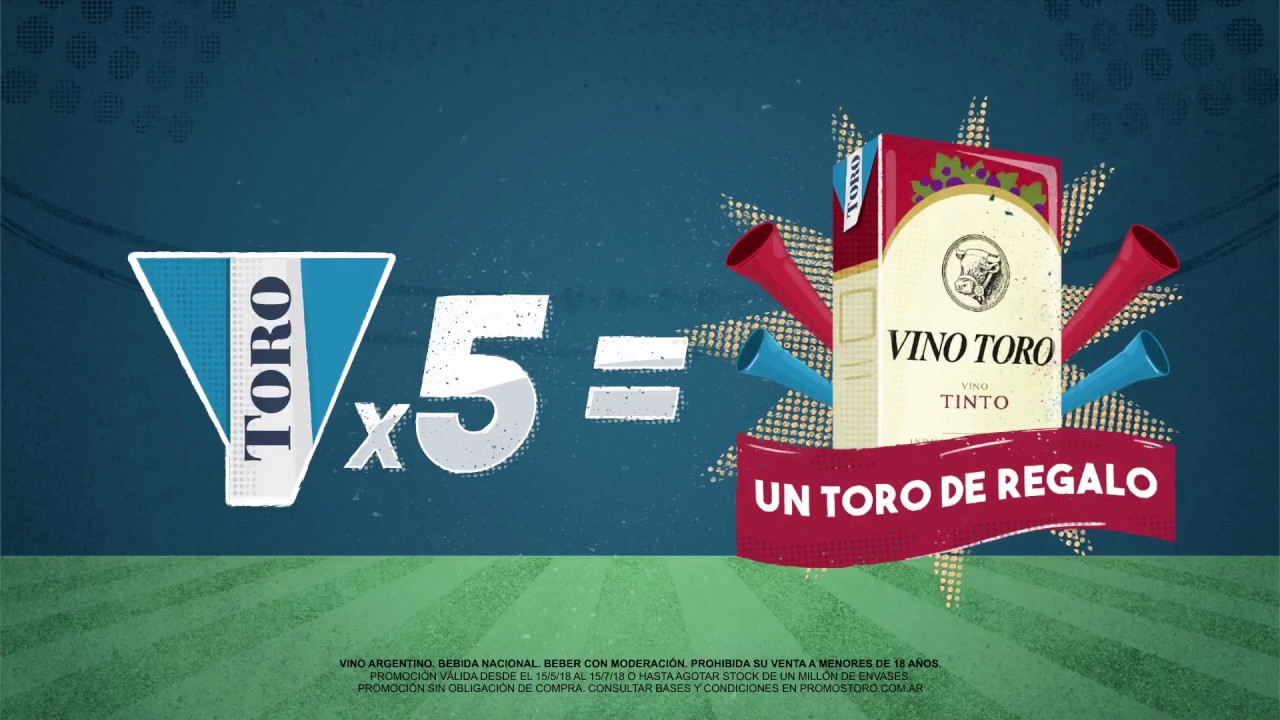 TORO
x5 =
TORO
VINO TORO
VINO
TINTO
UN TORO DE REGALO
VINO ARGENTINO. BEBIDA NACIONAL. BEBER CON MODERACIÓN. PROHIBIDA SU VENTA A MENORES DE 18 AÑOS.
PROMOCIÓN VÁLIDA DESDE EL 15/5/18 AL 15/7/18 O HASTA AGOTAR STOCK DE UN MILLÓN DE ENVASES.
PROMOCIÓN SIN OBLIGACIÓN DE COMPRA. CONSULTAR BASES Y CONDICIONES EN PROMOSTORO.COM.AR